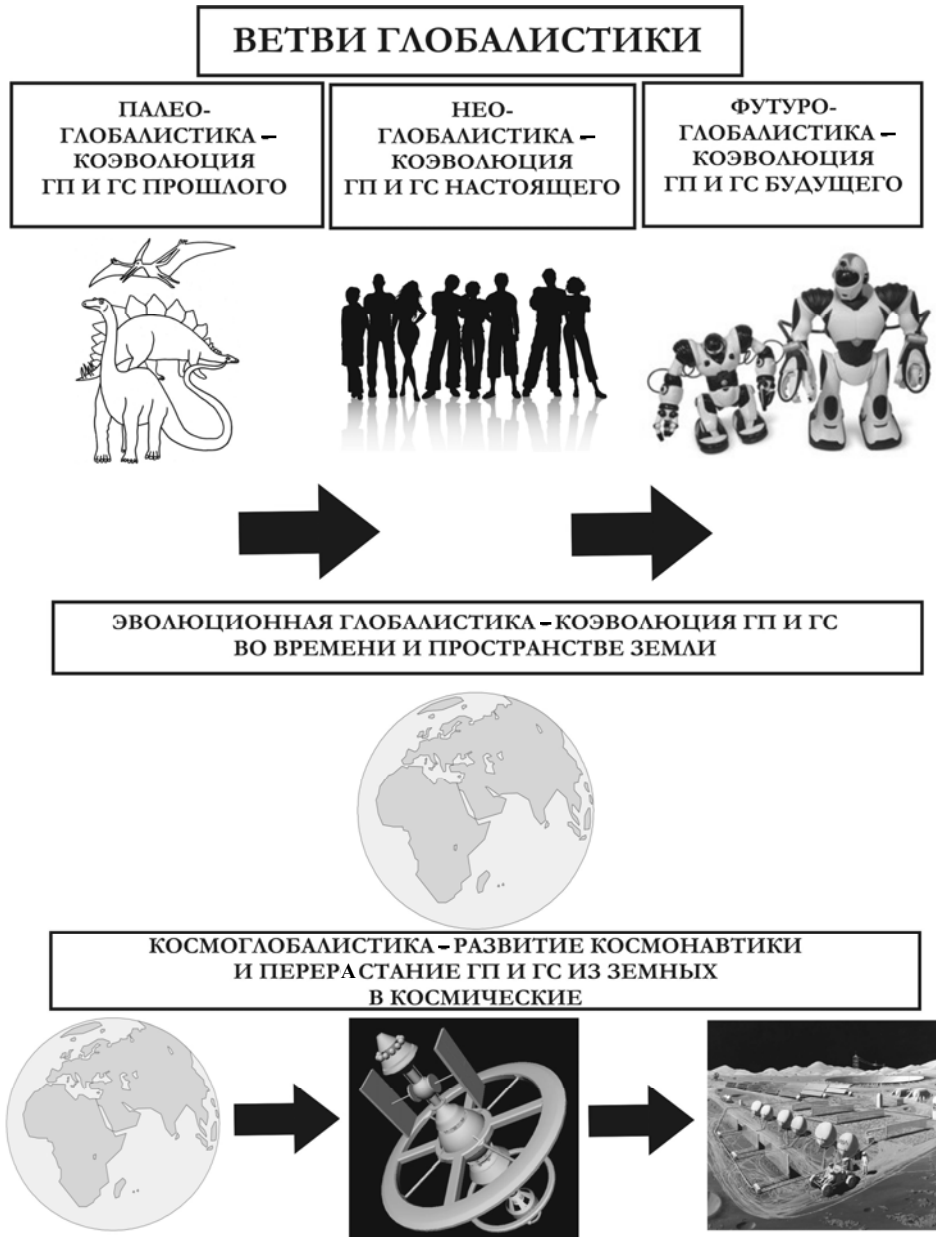 ВЕТВИ ГЛОБАЛИСТИКИ
ПАЛЕО-
ГЛОБАЛИСТИКА –
КОЭВОЛЮЦИЯ
ГП И ГС ПРОШЛОГО
НЕО-
ГЛОБАЛИСТИКА –
КОЭВОЛЮЦИЯ
ГП И ГС НАСТОЯЩЕГО
ФУТУРО-
ГЛОБАЛИСТИКА –
КОЭВОЛЮЦИЯ
ГП И ГС БУДУЩЕГО
ЭВОЛЮЦИОННАЯ ГЛОБАЛИСТИКА – КОЭВОЛЮЦИЯ ГП И ГС
ВО ВРЕМЕНИ И ПРОСТРАНСТВЕ ЗЕМЛИ
КОСМОГЛОБАЛИСТИКА – РАЗВИТИЕ КОСМОНАВТИКИ
И ПЕРЕРАСТАНИЕ ГП И ГС ИЗ ЗЕМНЫХ
В КОСМИЧЕСКИЕ